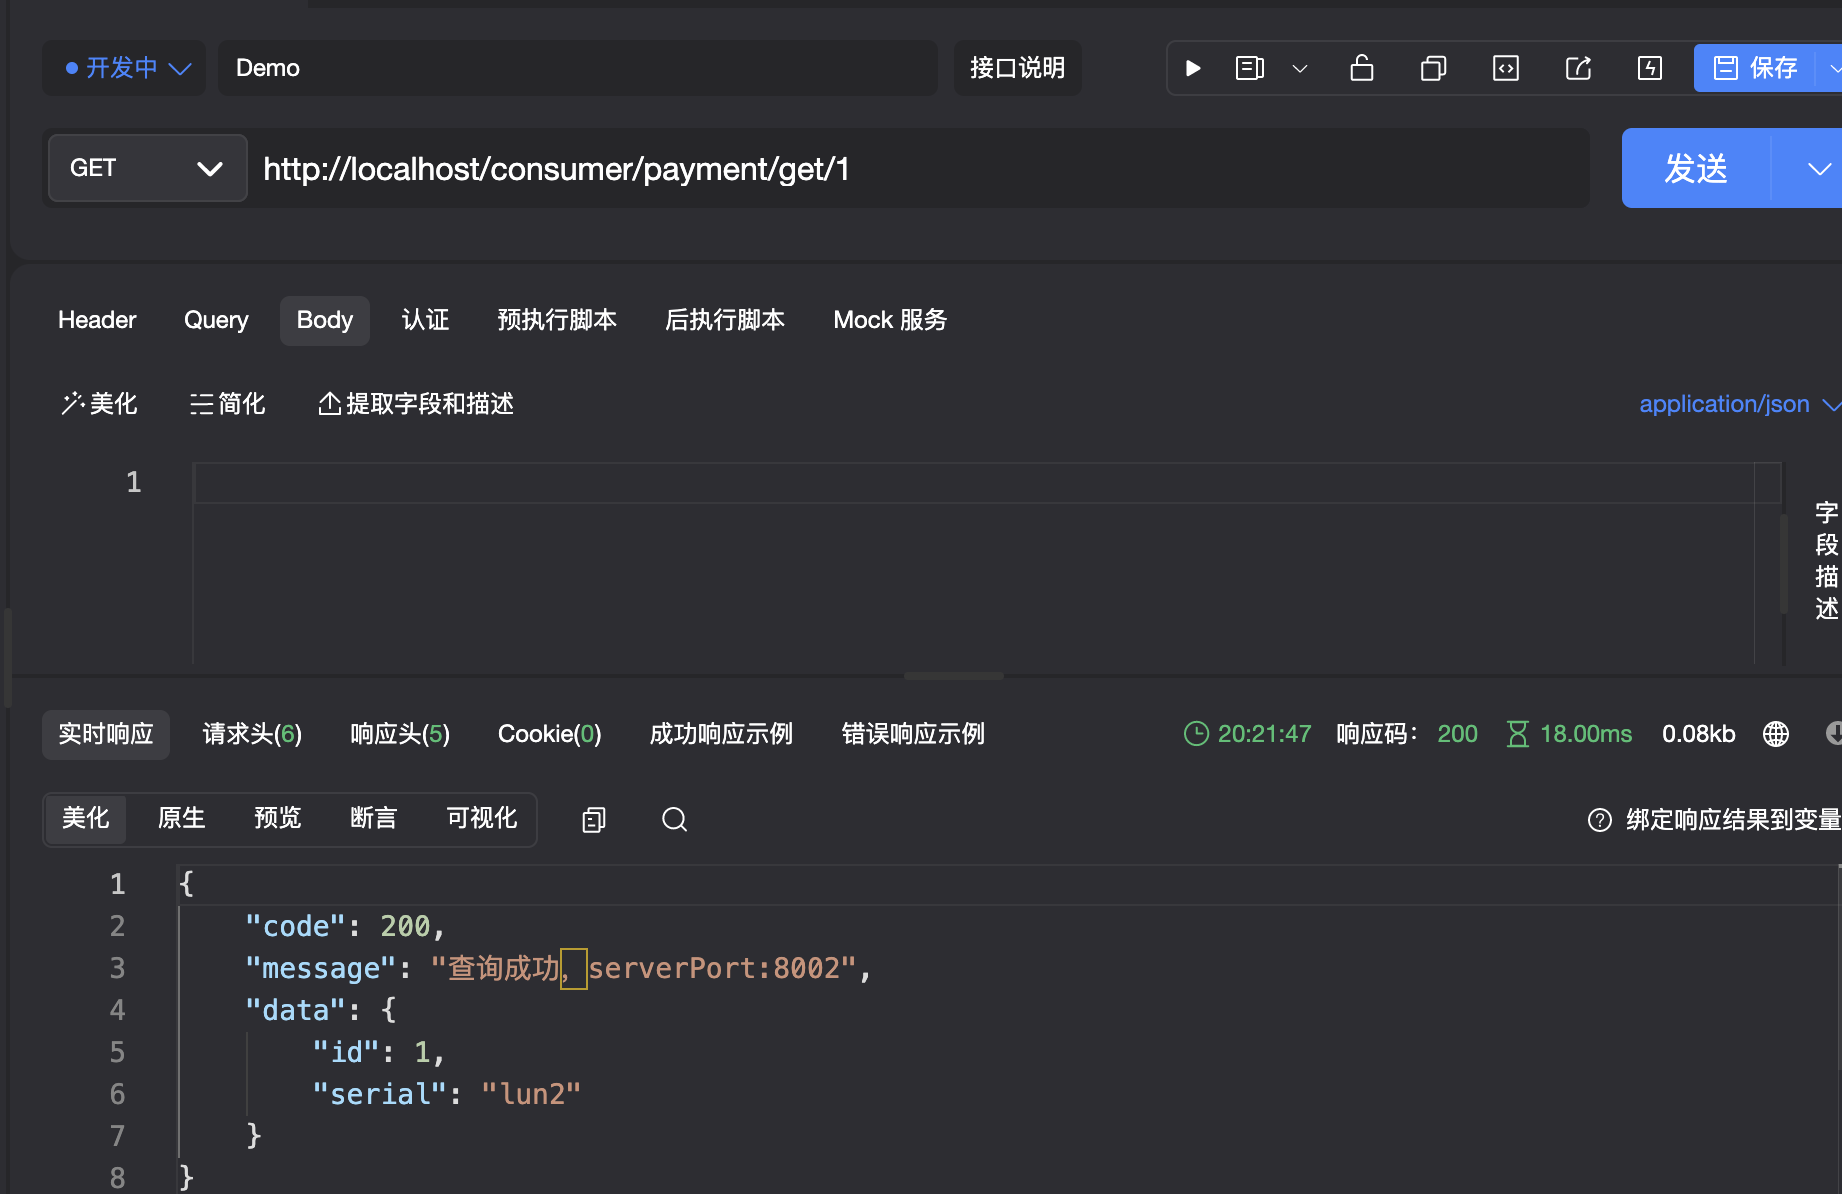 开发中 Demo 接口说明 保存
GET http://localhost/consumer/payment/get/1 发送
Header Query Body 认证 预执行脚本 后执行脚本 Mock 服务
美化 简化 提取字段和描述 application/json
1
字段描述
实时响应 请求头(6) 响应头(5) Cookie(0) 成功响应示例 错误响应示例 20:21:47 响应码： 200 18.00ms 0.08kb
美化 原生 预览 断言 可视化 绑定响应结果到变量
1 {
2 "code": 200,
3 "message": "查询成功，serverPort:8002",
4 "data": {
5 "id": 1,
6 "serial": "lun2"
7 }
8 }